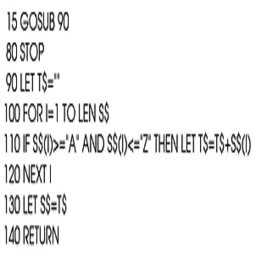 15 GOSUB 90
80 STOP
90 LET T$=""
100 FOR I=1 TO LEN S$
110 IF S$(I)>="A" AND S$(I)<="Z" THEN LET T$=T$+S$(I)
120 NEXT I
130 LET S$=T$
140 RETURN